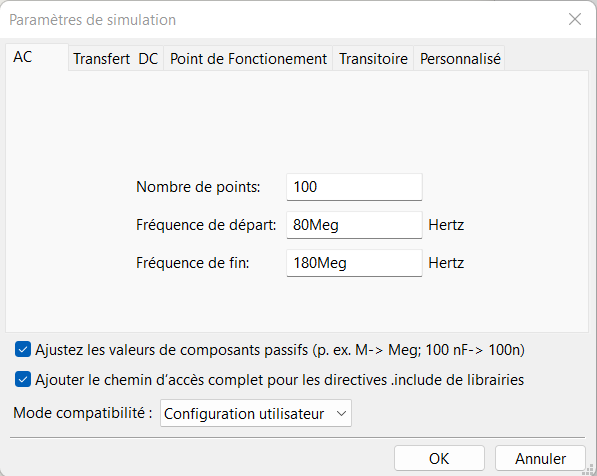 Paramètres de simulation
AC Transfert DC Point de Fonctionement Transitoire Personnalisé
Nombre de points: 100
Fréquence de départ: 80Meg Hertz
Fréquence de fin: 180Meg Hertz
Ajustez les valeurs de composants passifs (p. ex. M-> Meg; 100 nF-> 100n)
Ajouter le chemin d'accès complet pour les directives .include de librairies
Mode compatibilité : Configuration utilisateur
OK Annuler